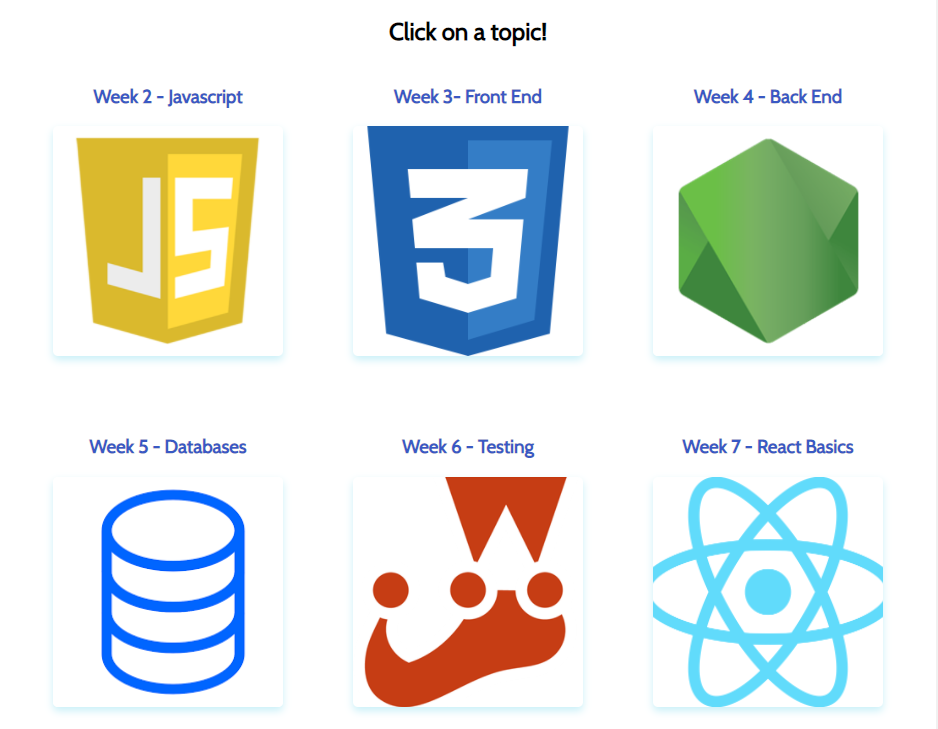 Click on a topic!
Week 2 - Javascript
Week 3- Front End
Week 4 - Back End
JS
3
Week 5 - Databases
Week 6 - Testing
Week 7 - React Basics